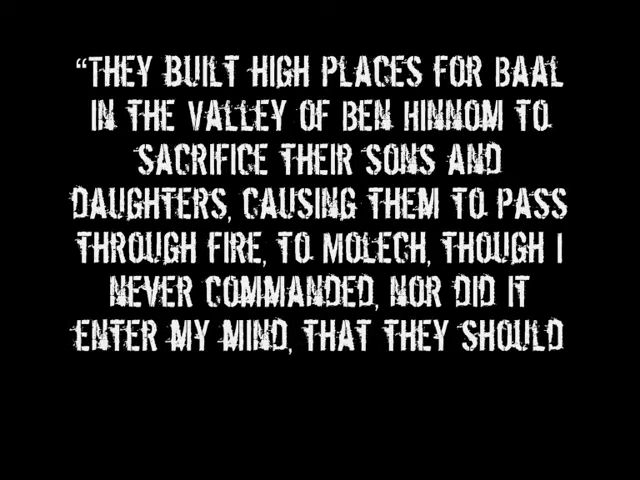 “THEY BUILT HIGH PLACES FOR BAAL
IN THE VALLEY OF BEN HINNOM TO
SACRIFICE THEIR SONS AND
DAUGHTERS, CAUSING THEM TO PASS
THROUGH FIRE, TO MOLECH, THOUGH I
NEVER COMMANDED, NOR DID IT
ENTER MY MIND, THAT THEY SHOULD